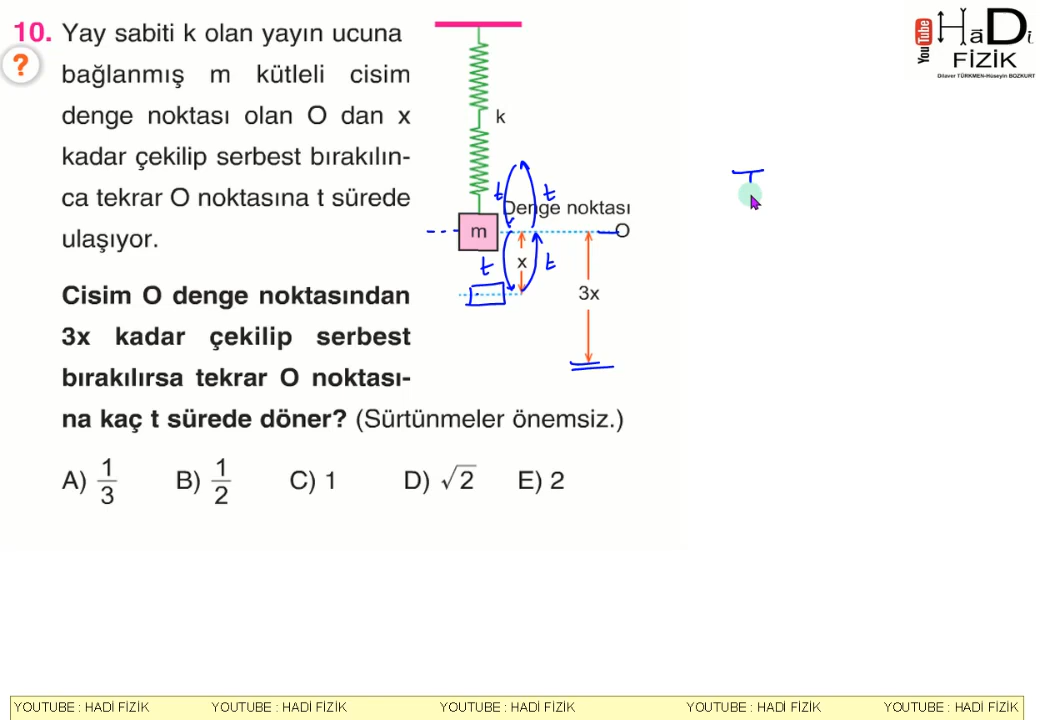 10. Yay sabiti k olan yayın ucuna
?
bağlanmış m kütleli cisim
denge noktası olan O dan x
kadar çekilip serbest bırakılın-
ca tekrar O noktasına t sürede
ulaşıyor.
Cisim O denge noktasından
3x kadar çekilip serbest
bırakılırsa tekrar O noktası-
na kaç t sürede döner? (Sürtünmeler önemsiz.)
A) 1/3 B) 1/2 C) 1 D) √2 E) 2
k
t t
Denge noktası
m
O
t x t
3x
T
YouTube HaDi
FİZİK
Dilaver TÜRKMEN-Hüseyin BOZKURT
YOUTUBE : HADİ FİZİK YOUTUBE : HADİ FİZİK YOUTUBE : HADİ FİZİK YOUTUBE : HADİ FİZİK YOUTUBE : HADİ FİZİK